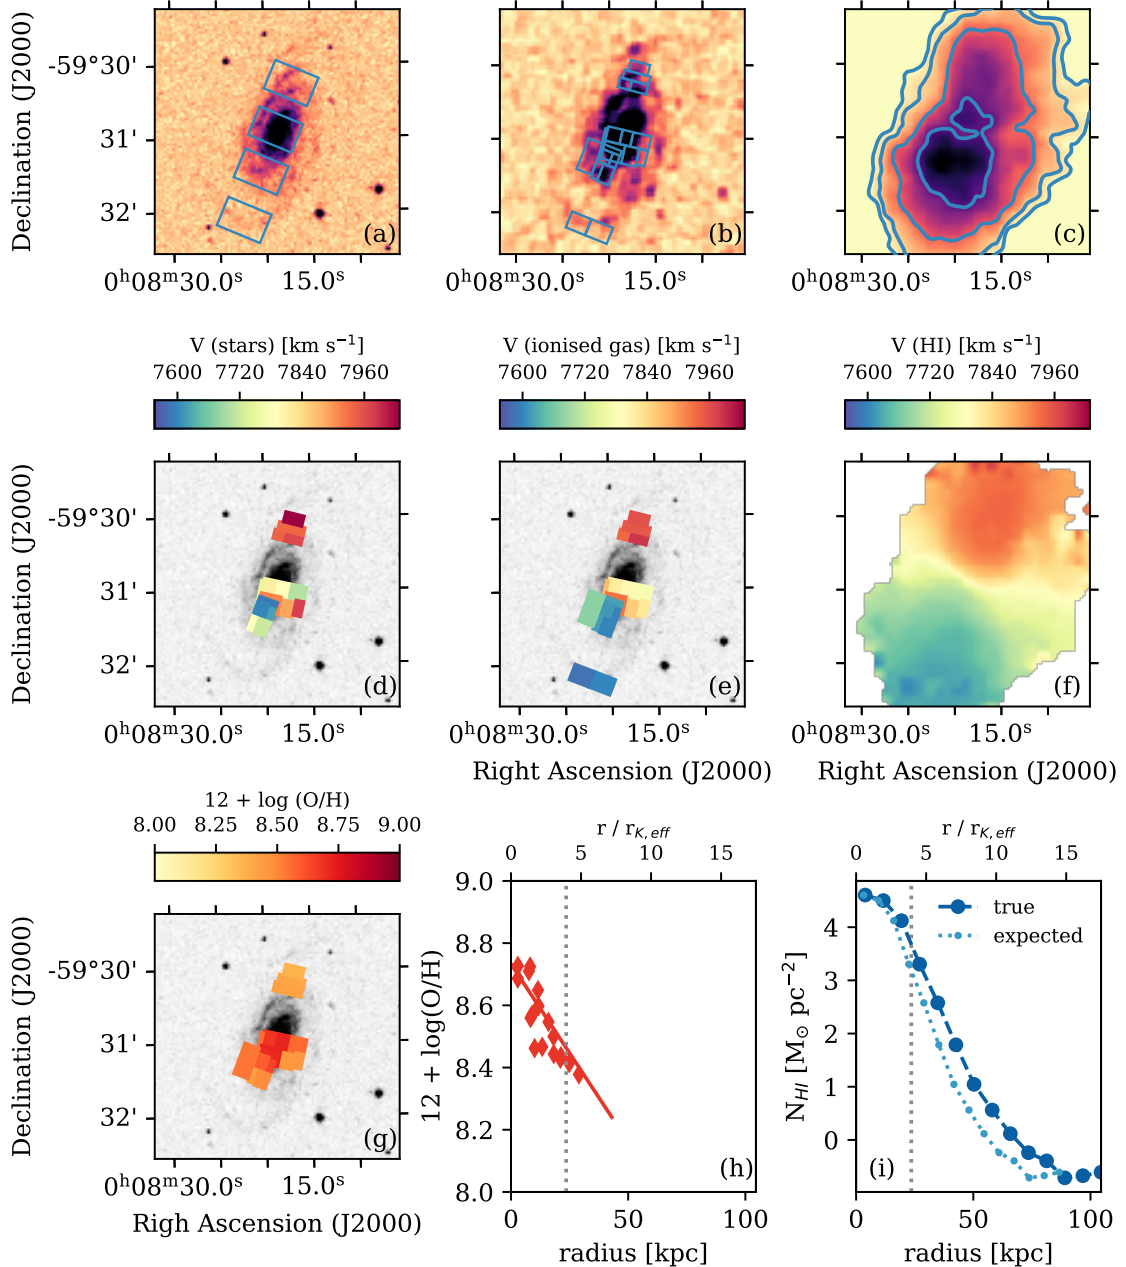 Declination (J2000)
-59°30'
31'
32'
(a)
(b)
(c)
0ʰ08ᵐ30.0ˢ 15.0ˢ
0ʰ08ᵐ30.0ˢ 15.0ˢ
0ʰ08ᵐ30.0ˢ 15.0ˢ
V (stars) [km s⁻¹]
7600 7720 7840 7960
V (ionised gas) [km s⁻¹]
7600 7720 7840 7960
V (HI) [km s⁻¹]
7600 7720 7840 7960
Declination (J2000)
-59°30'
31'
32'
(d)
(e)
(f)
0ʰ08ᵐ30.0ˢ 15.0ˢ
0ʰ08ᵐ30.0ˢ 15.0ˢ
0ʰ08ᵐ30.0ˢ 15.0ˢ
Right Ascension (J2000)
Right Ascension (J2000)
12 + log (O/H)
8.00 8.25 8.50 8.75 9.00
Declination (J2000)
-59°30'
31'
32'
(g)
0ʰ08ᵐ30.0ˢ 15.0ˢ
Righ Ascension (J2000)
r / r_{K,eff}
0 5 10 15
12 + log(O/H)
9.0
8.8
8.6
8.4
8.2
8.0
(h)
0 50 100
radius [kpc]
r / r_{K,eff}
0 5 10 15
N_{HI} [M_⊙ pc⁻²]
4
3
2
1
0
true
expected
(i)
0 50 100
radius [kpc]